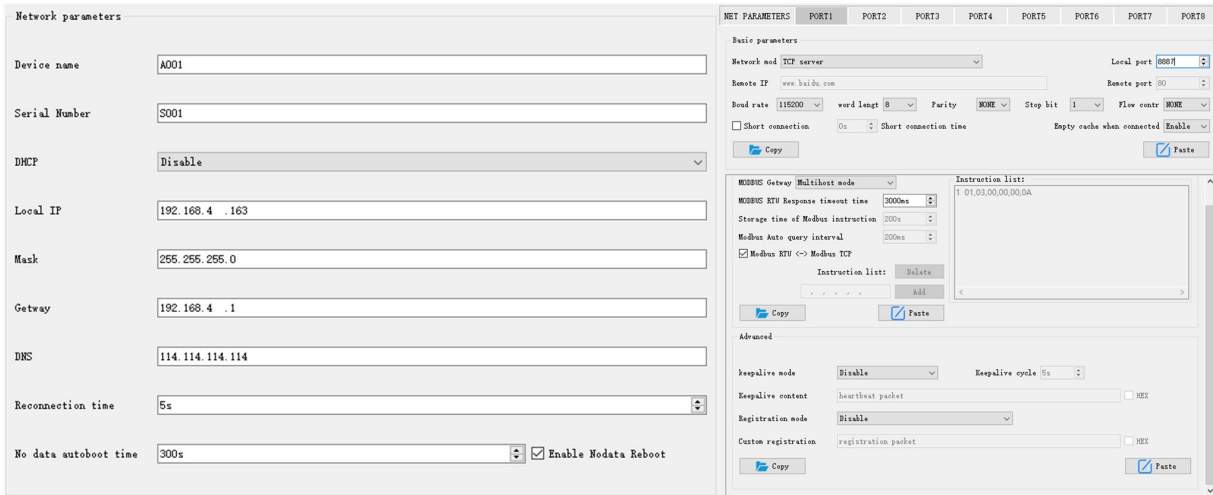 Network parameters
Device name A001
Serial Number S001
DHCP Disable
Local IP 192.168.4 .163
Mask 255.255.255.0
Getway 192.168.4 .1
DNS 114.114.114.114
Reconnection time 5s
No data autoboot time 300s Enable Nodata Reboot
NET PARAMETERS PORT1 PORT2 PORT3 PORT4 PORT5 PORT6 PORT7 PORT8
Basic parameters
Network mod TCP server Local port 8887
Remote IP www.baidu.com Remote port 80
Boud rate 115200 word lengt 8 Parity NONE Stop bit 1 Flow contr NONE
Short connection 0s Short connection time Empty cache when connected Enable
Copy Paste
MODBUS Getway Multihost mode
MODBUS RTU Response timeout time 3000ms
Storage time of Modbus instruction 200s
Modbus Auto query interval 200ms
Modbus RTU <-> Modbus TCP
Instruction list: Delete
, , , , , Add
Copy Paste
Instruction list:
1 01,03,00,00,00,0A
Advanced
keepalive mode Disable Keepalive cycle 5s
Keepalive content heartbeat packet HEX
Registration mode Disable
Custom registration registration packet HEX
Copy Paste